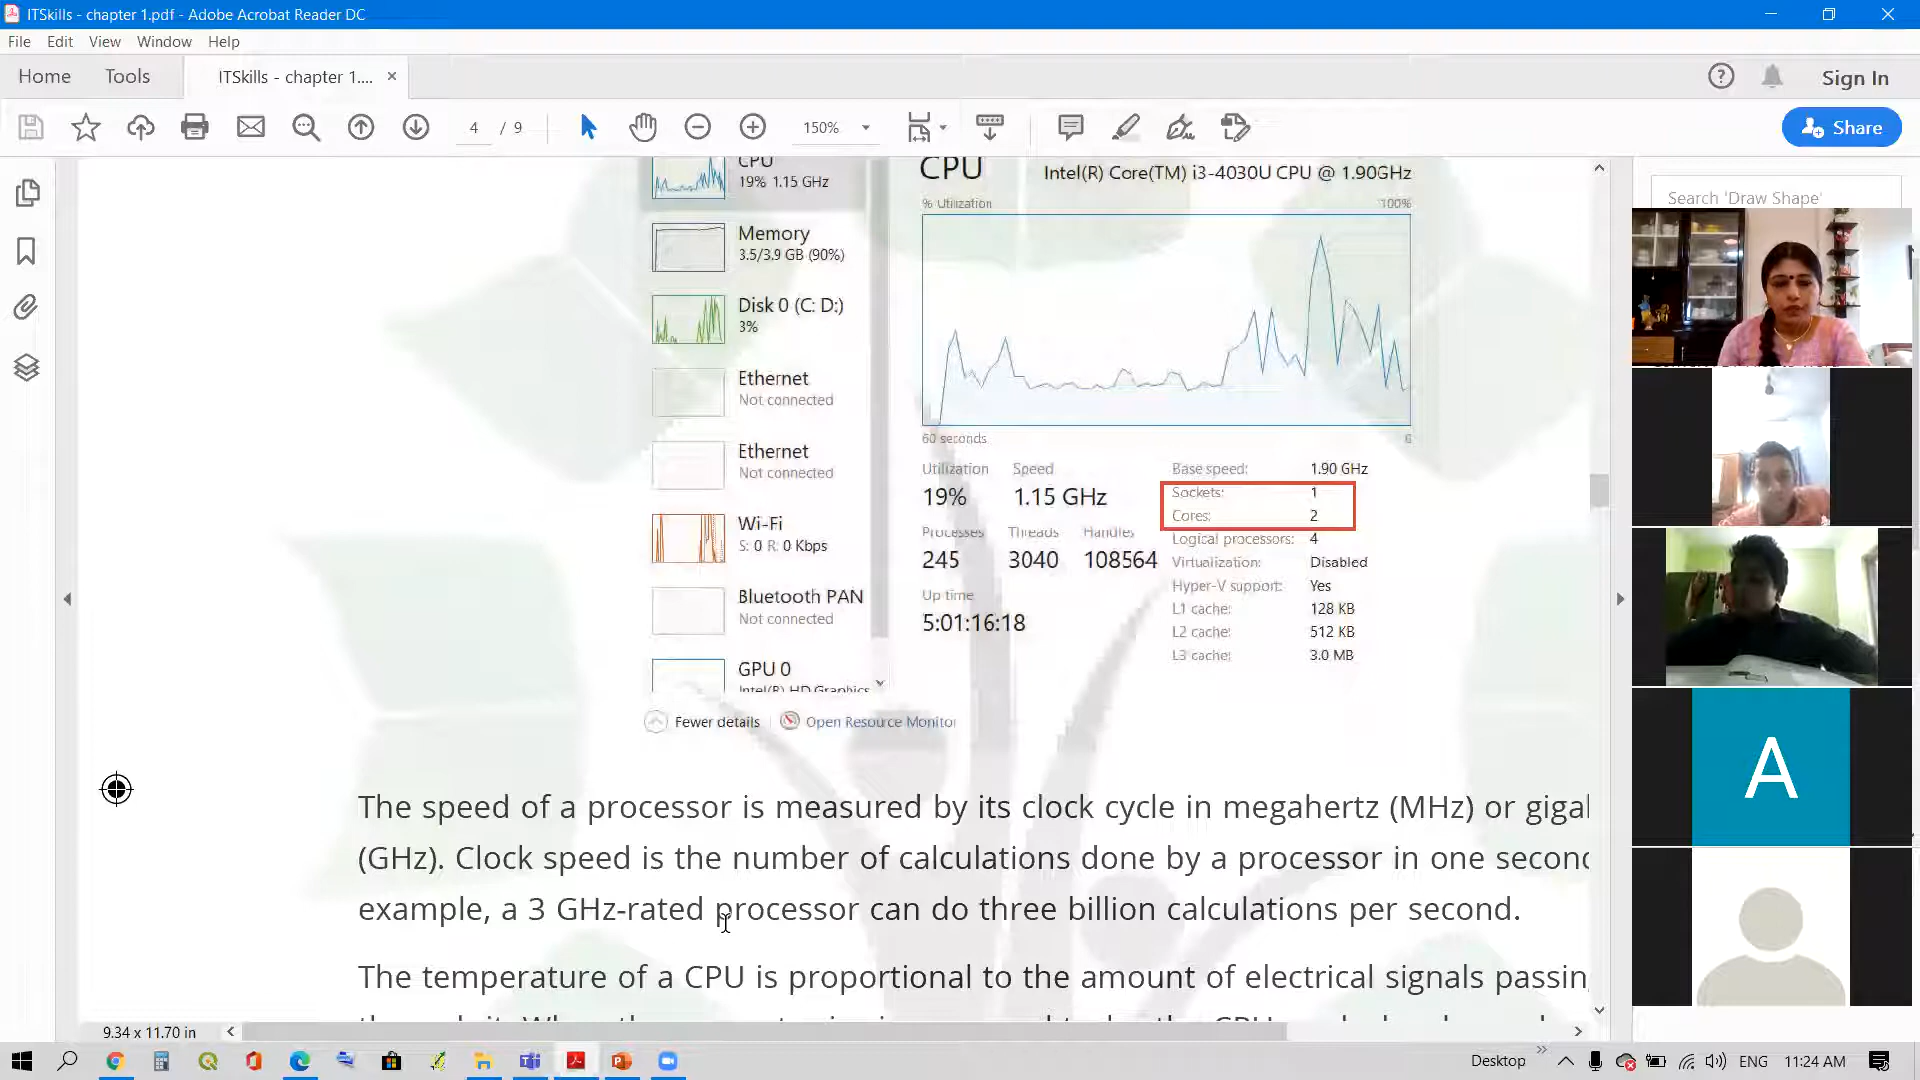 ITSkills - chapter 1.pdf - Adobe Acrobat Reader DC
File Edit View Window Help
Home Tools ITSkills - chapter 1.... × Sign In
4 / 9 150% Share
Search 'Draw Shape'
CPU
19% 1.15 GHz
Memory
3.5/3.9 GB (90%)
Disk 0 (C: D:)
3%
Ethernet
Not connected
Ethernet
Not connected
Wi-Fi
S: 0 R: 0 Kbps
Bluetooth PAN
Not connected
GPU 0
Intel(R) HD Graphics
CPU Intel(R) Core(TM) i3-4030U CPU @ 1.90GHz
% Utilization 100%
60 seconds 0
Utilization Speed
19% 1.15 GHz
Processes Threads Handles
245 3040 108564
Up time
5:01:16:18
Base speed: 1.90 GHz
Sockets: 1
Cores: 2
Logical processors: 4
Virtualization: Disabled
Hyper-V support: Yes
L1 cache: 128 KB
L2 cache: 512 KB
L3 cache: 3.0 MB
Fewer details Open Resource Monitor
The speed of a processor is measured by its clock cycle in megahertz (MHz) or
(GHz). Clock speed is the number of calculations done by a processor in one
example, a 3 GHz-rated processor can do three billion calculations per second.
The temperature of a CPU is proportional to the amount of electrical signals
A
9.34 x 11.70 in
Desktop ENG 11:24 AM